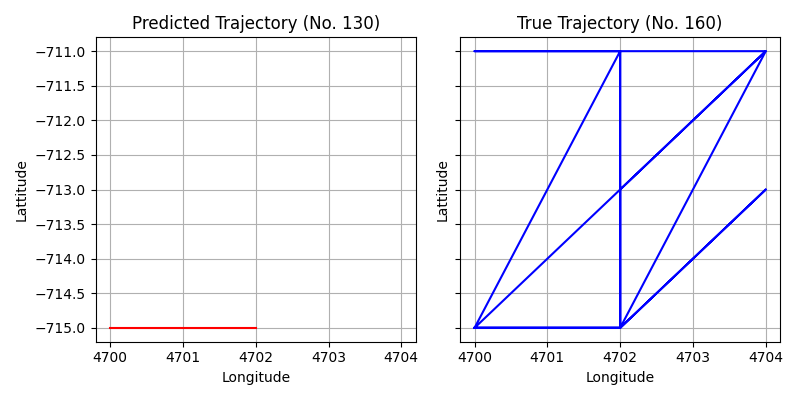 Predicted Trajectory (No. 130)
−711.0
−711.5
−712.0
−712.5
−713.0
−713.5
−714.0
−714.5
−715.0
Lattitude
4700 4701 4702 4703 4704
Longitude
True Trajectory (No. 160)
Lattitude
4700 4701 4702 4703 4704
Longitude